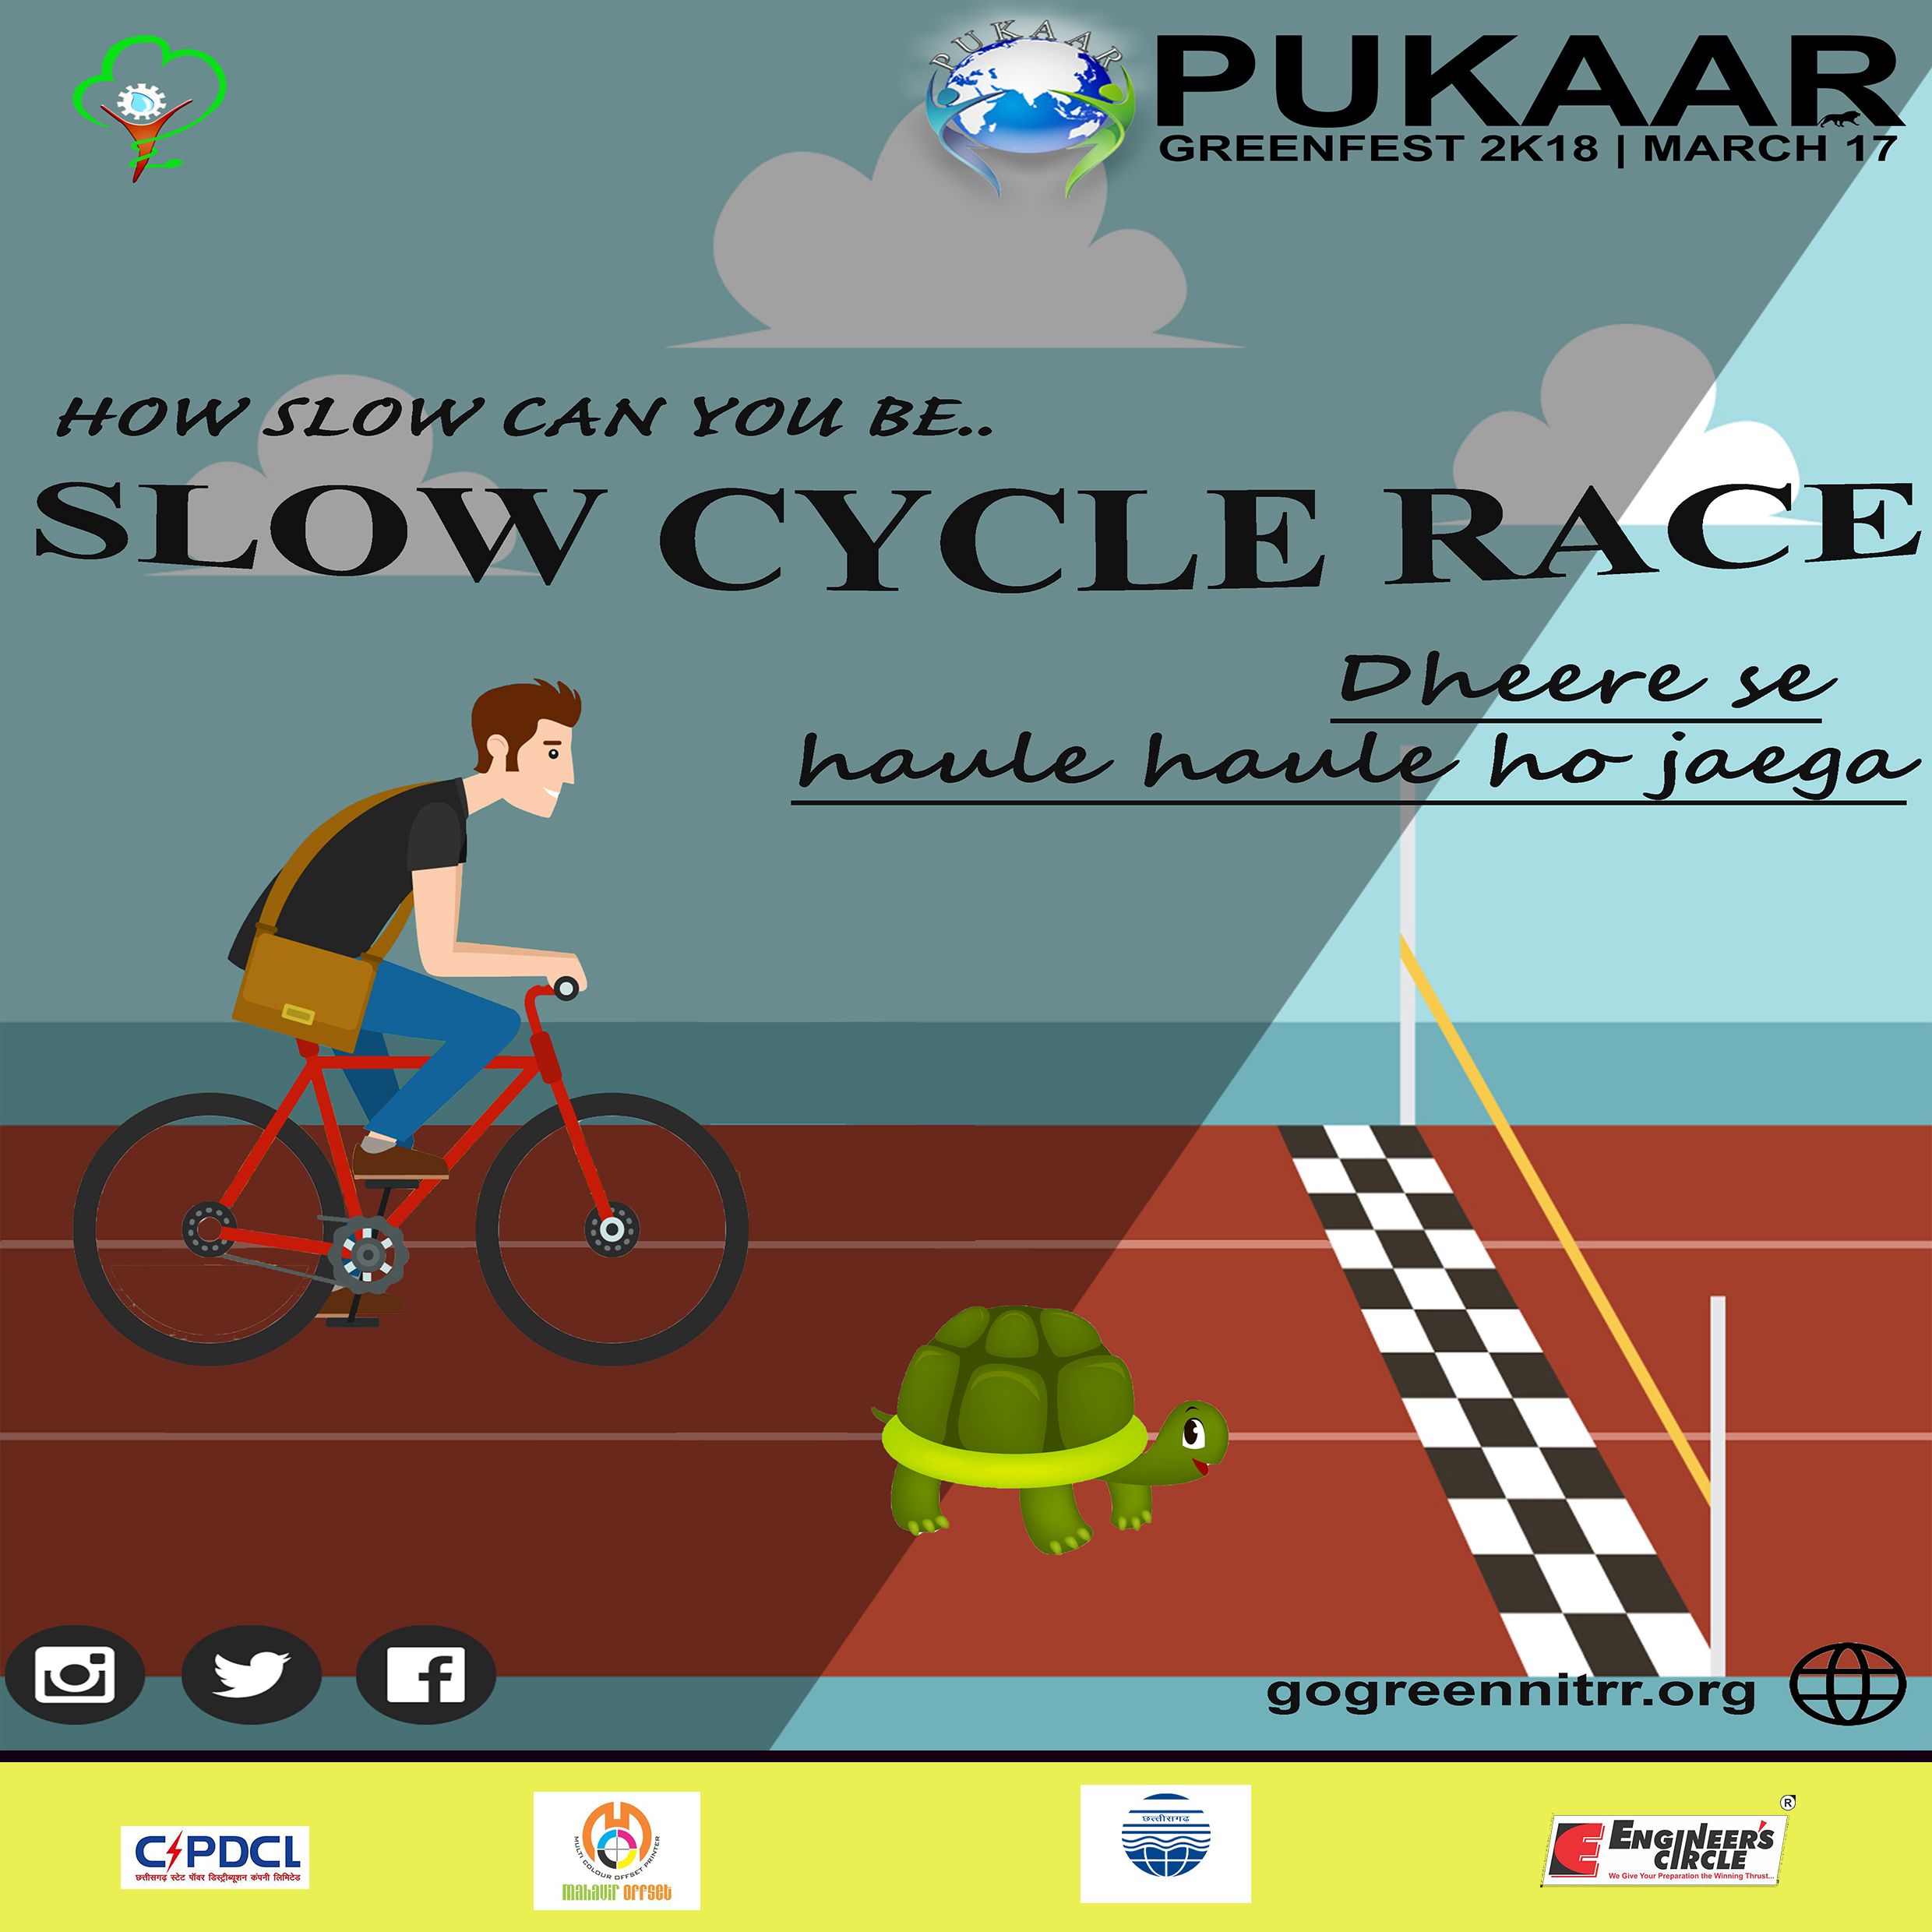 PUKAAR
PUKAAR
GREENFEST 2K18 | MARCH 17
HOW SLOW CAN YOU BE..
SLOW CYCLE RACE
Dheere se
haule haule ho jaega
gogreennitrr.org
CSPDCL
छत्तीसगढ़ स्टेट पॉवर डिस्ट्रीब्यूशन कंपनी लिमिटेड
MULTI COLOUR OFFSET PRINTER
MAHAVIR OFFSET
छत्तीसगढ़
ENGINEER'S
CIRCLE
®
We Give Your Preparation the Winning Thrust...